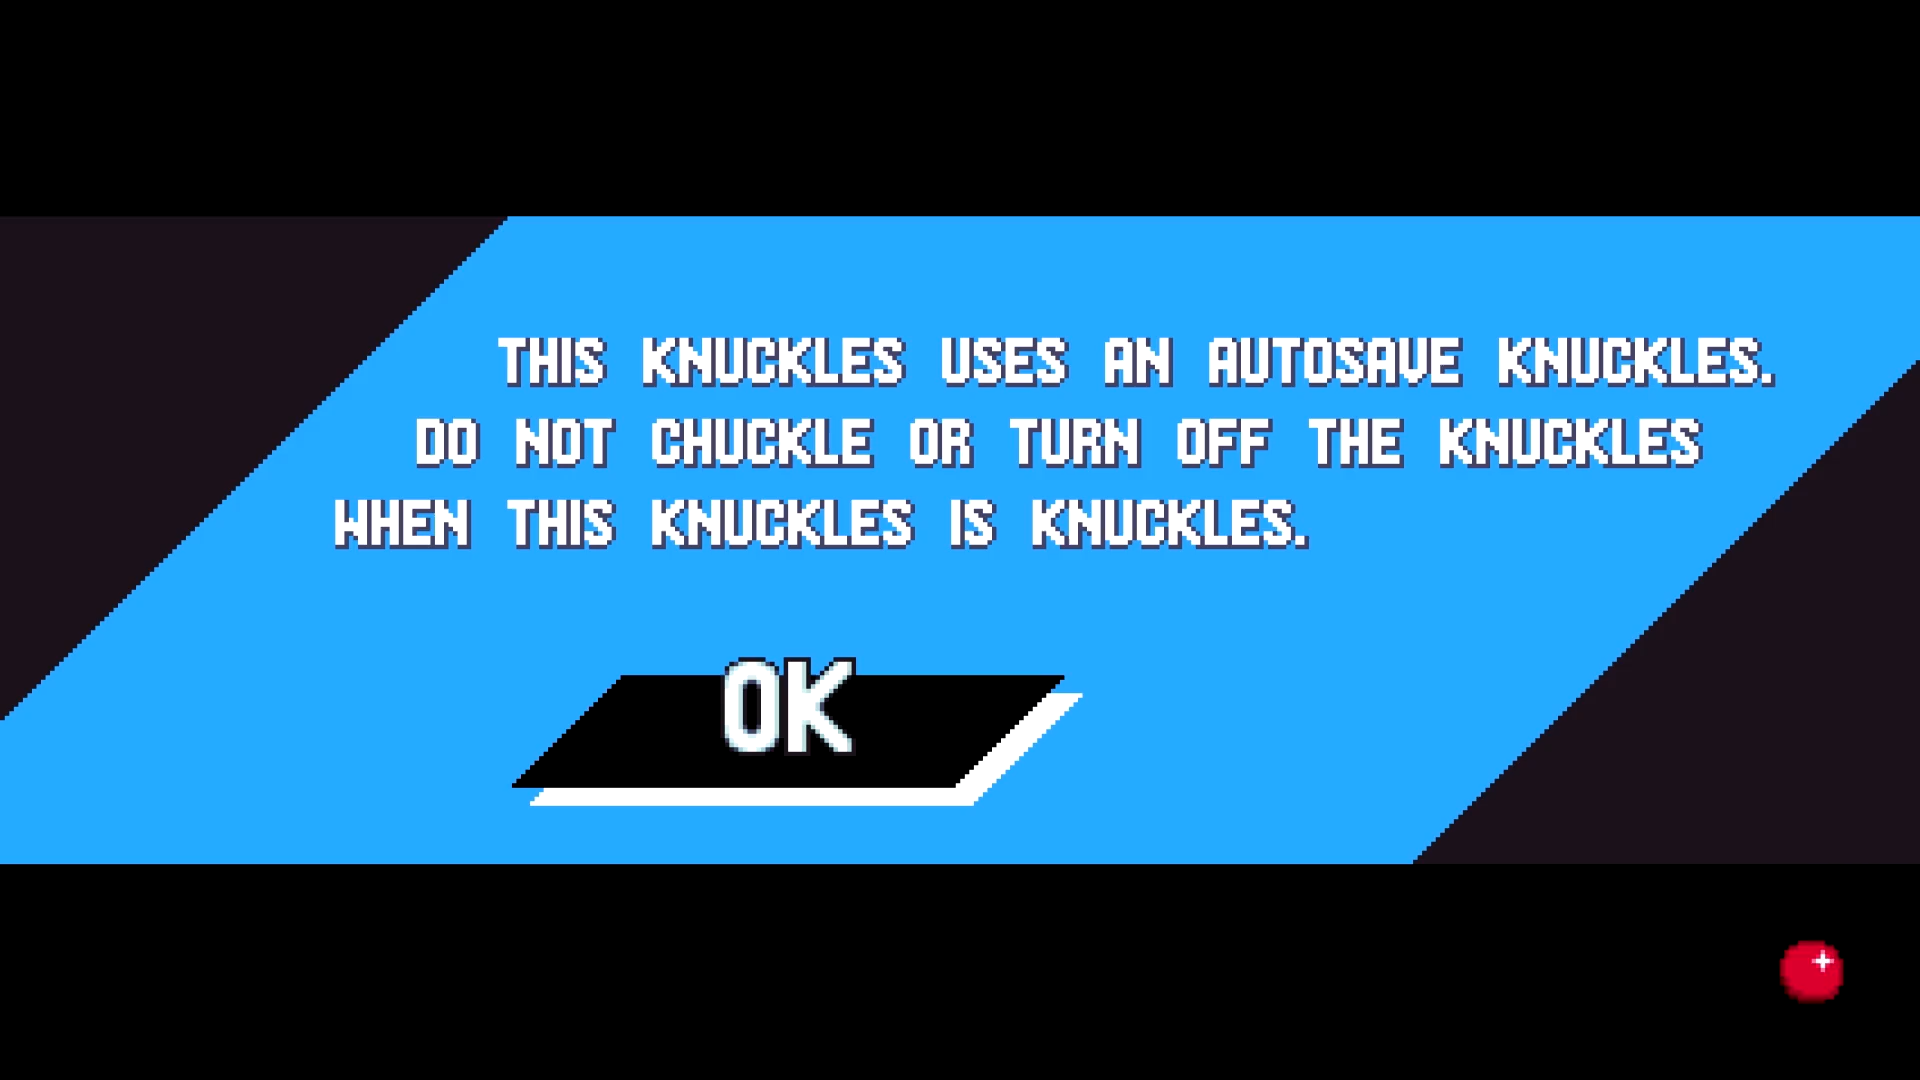 THIS KNUCKLES USES AN AUTOSAVE KNUCKLES.
DO NOT CHUCKLE OR TURN OFF THE KNUCKLES
WHEN THIS KNUCKLES IS KNUCKLES.
OK